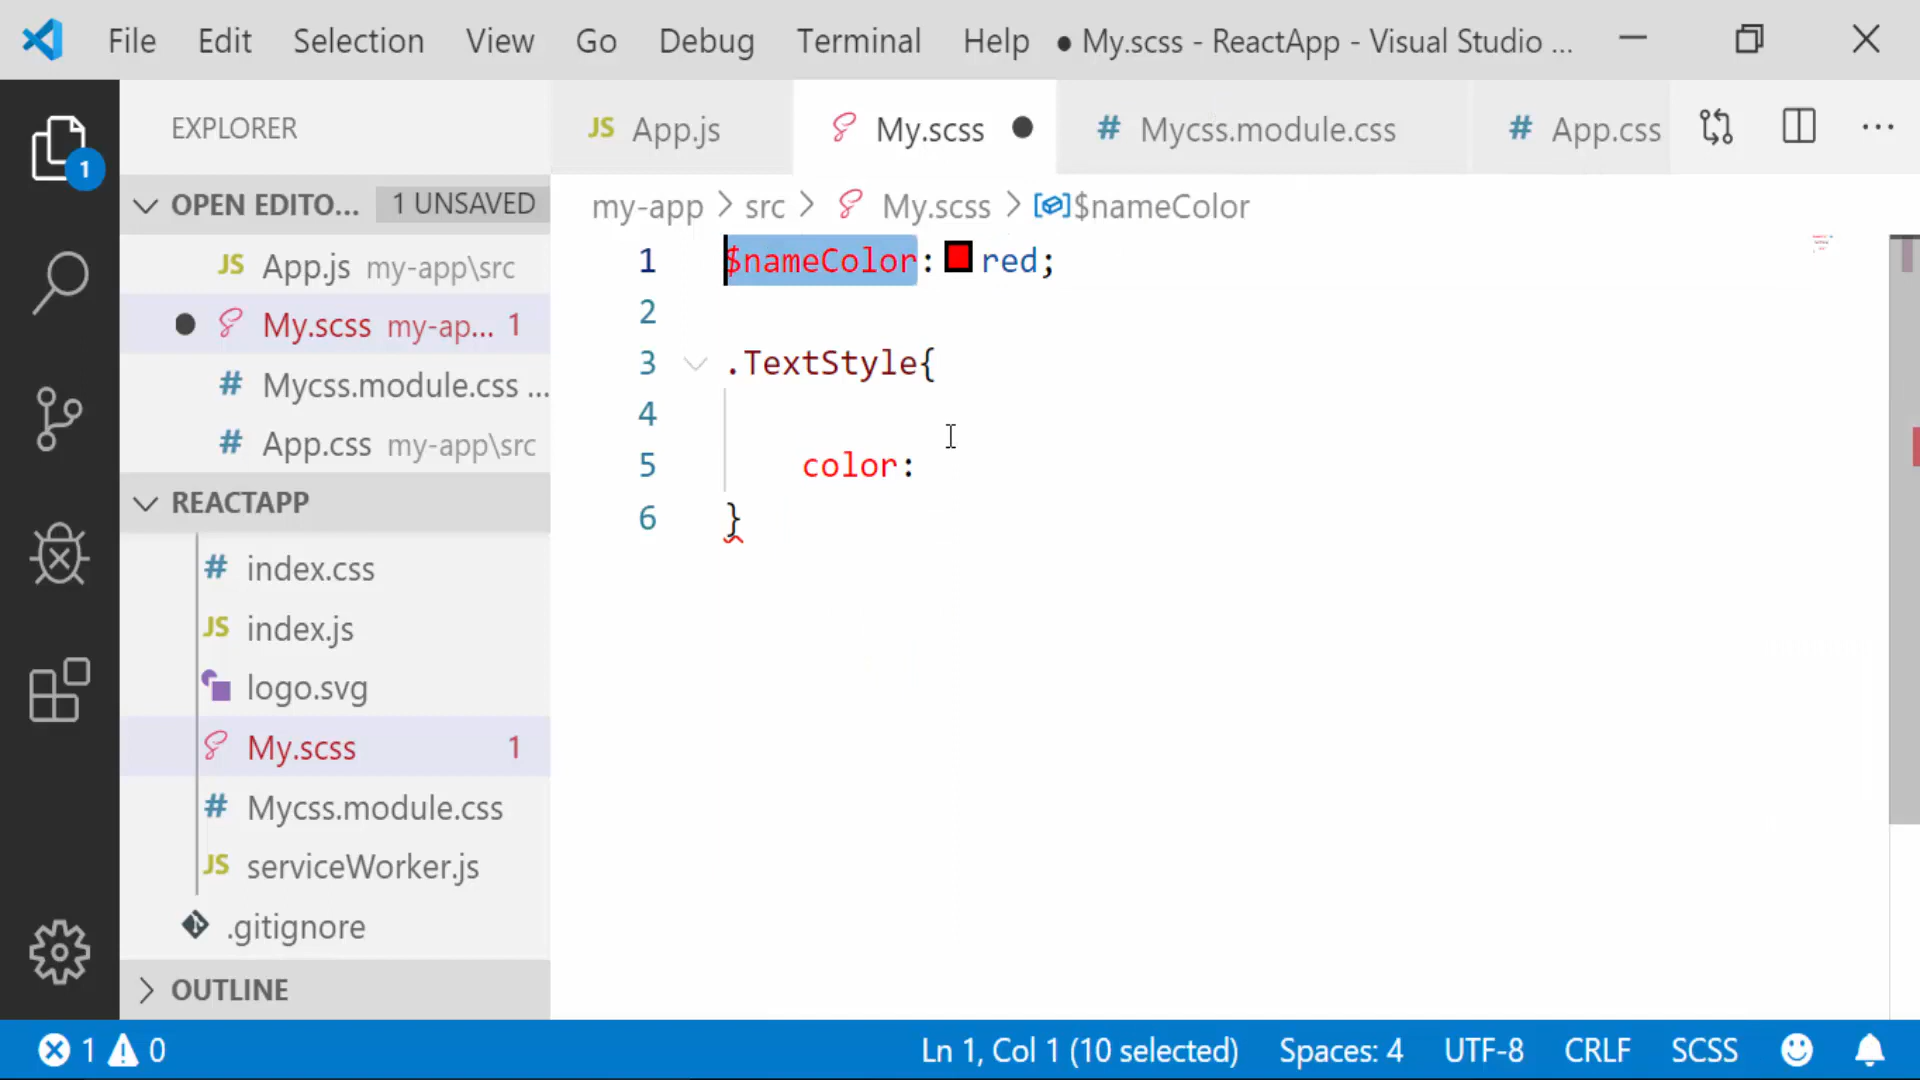 File Edit Selection View Go Debug Terminal Help ● My.scss - ReactApp - Visual Studio ...
EXPLORER
OPEN EDITO... 1 UNSAVED
JS App.js my-app\src
My.scss my-ap... 1
# Mycss.module.css ...
# App.css my-app\src
REACTAPP
# index.css
JS index.js
logo.svg
My.scss 1
# Mycss.module.css
JS serviceWorker.js
.gitignore
OUTLINE
JS App.js My.scss # Mycss.module.css # App.css ...
my-app > src > My.scss > $nameColor
1 $nameColor: red;
2
3 .TextStyle{
4
5 color:
6 }
1 0 Ln 1, Col 1 (10 selected) Spaces: 4 UTF-8 CRLF SCSS
1